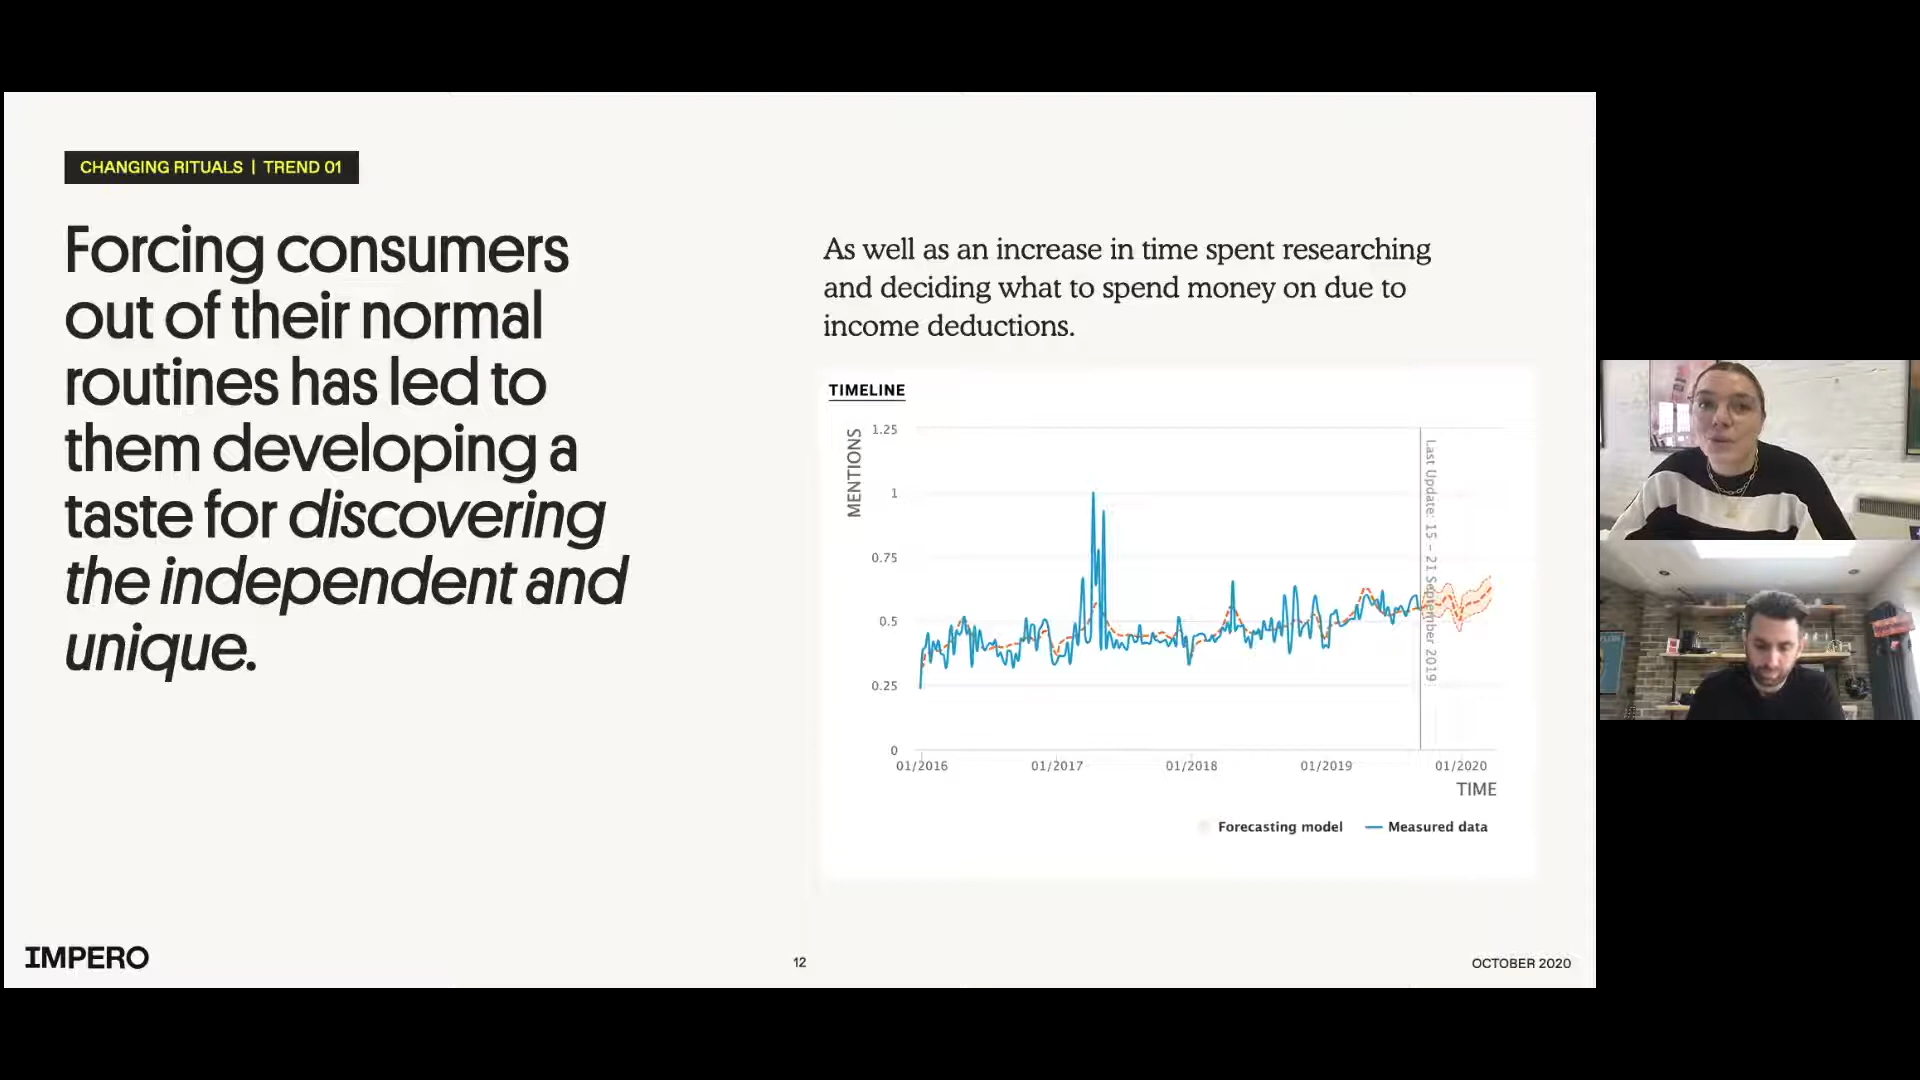 CHANGING RITUALS | TREND 01
Forcing consumers
out of their normal
routines has led to
them developing a
taste for discovering
the independent and
unique.
As well as an increase in time spent researching
and deciding what to spend money on due to
income deductions.
TIMELINE
MENTIONS
1.25
1
0.75
0.5
0.25
0
Last Update: 15 – 21 September 2019
01/2016
01/2017
01/2018
01/2019
01/2020
TIME
Forecasting model
Measured data
IMPERO
12
OCTOBER 2020